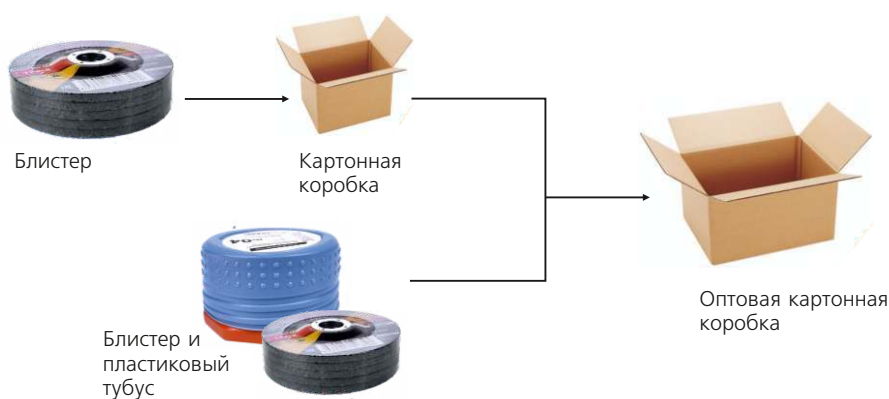 Блистер
Картонная
коробка
Блистер и
пластиковый
тубус
Оптовая картонная
коробка